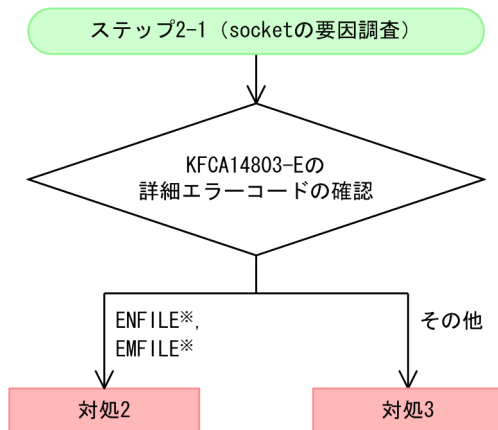 ステップ2-1（socketの要因調査）
KFCA14803-Eの
詳細エラーコードの確認
ENFILE※,
EMFILE※
その他
対処2
対処3